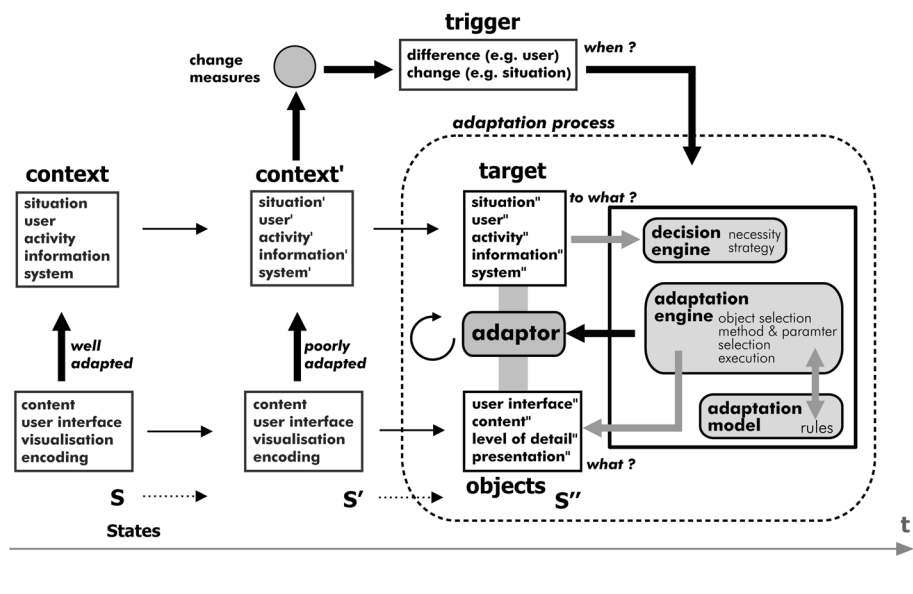 trigger
change
measures
difference (e.g. user)
change (e.g. situation)
when ?
adaptation process
context
situation
user
activity
information
system
context'
situation'
user'
activity'
information'
system'
target
situation"
user"
activity"
information"
system"
to what ?
decision
engine
necessity
strategy
adaptation
engine
object selection
method & paramter
selection
execution
adaptation
model
rules
adaptor
well
adapted
poorly
adapted
content
user interface
visualisation
encoding
content
user interface
visualisation
encoding
user interface"
content"
level of detail"
presentation"
what ?
objects
S
S'
S''
States
t